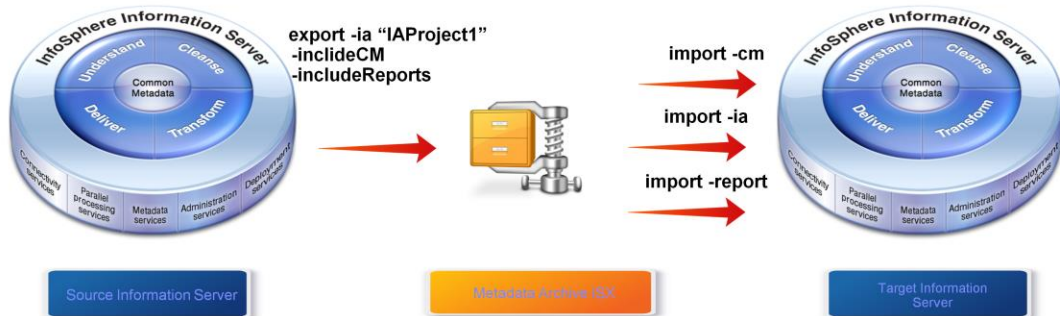 InfoSphere Information Server
Understand
Cleanse
Common
Metadata
Deliver
Transform
Connectivity
services
Parallel
processing
services
Metadata
services
Administration
services
Deployment
services
export -ia “IAProject1”
-inclideCM
-includeReports
import -cm
import -ia
import -report
InfoSphere Information Server
Understand
Cleanse
Common
Metadata
Deliver
Transform
Connectivity
services
Parallel
processing
services
Metadata
services
Administration
services
Deployment
services
Source Information Server
Metadata Archive ISX
Target Information
Server